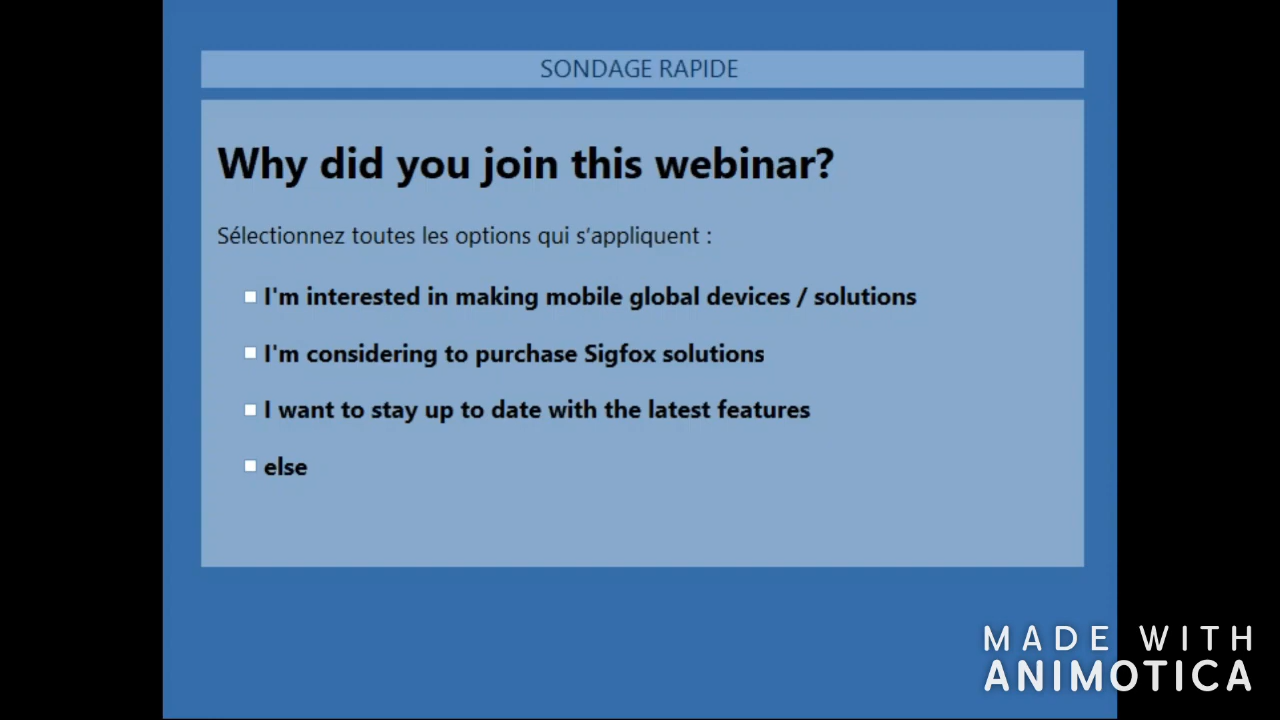 SONDAGE RAPIDE
Why did you join this webinar?
Sélectionnez toutes les options qui s'appliquent :
I'm interested in making mobile global devices / solutions
I'm considering to purchase Sigfox solutions
I want to stay up to date with the latest features
else
MADE WITH
ANIMOTICA